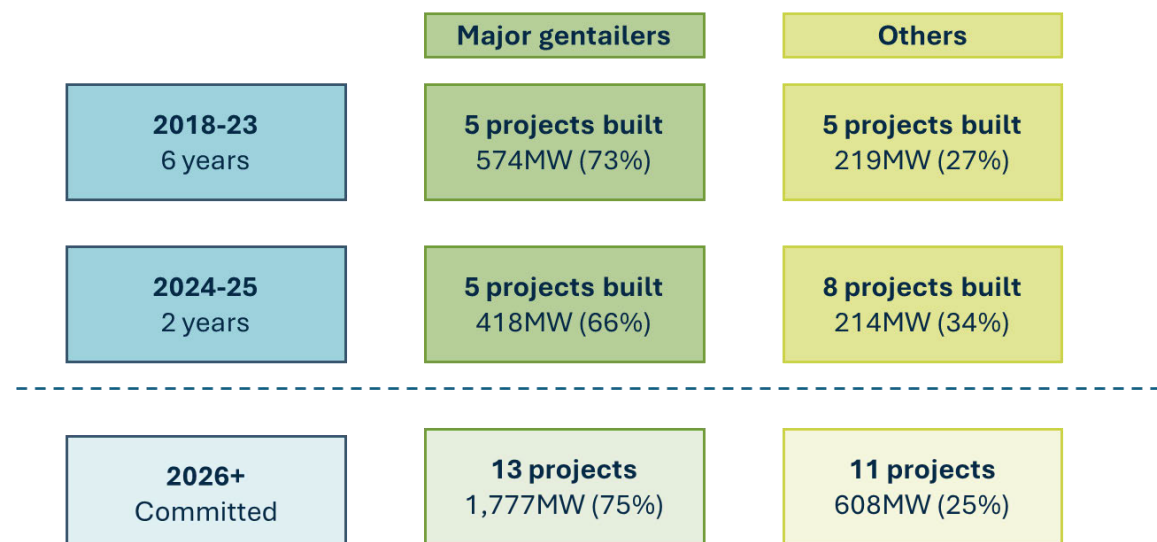 Major gentailers
Others
2018-23
6 years
5 projects built
574MW (73%)
5 projects built
219MW (27%)
2024-25
2 years
5 projects built
418MW (66%)
8 projects built
214MW (34%)
2026+
Committed
13 projects
1,777MW (75%)
11 projects
608MW (25%)